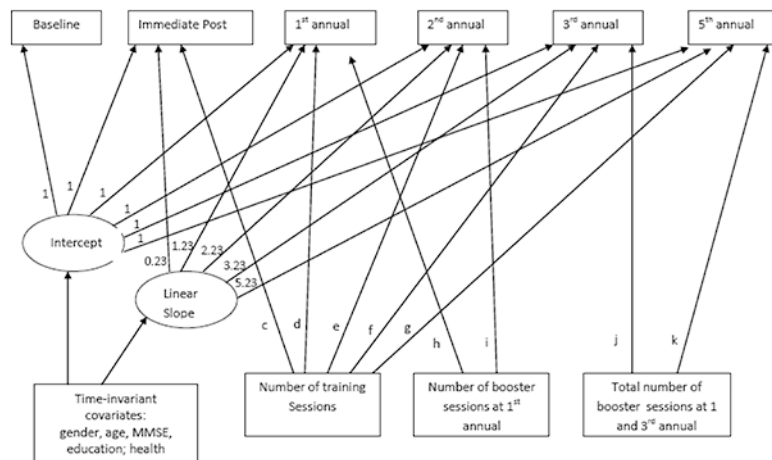 Baseline
Immediate Post
1st annual
2nd annual
3rd annual
5th annual
1
1
1
1
1
1
Intercept
0.23
1.23
2.23
3.23
5.23
Linear
Slope
c
d
e
f
g
h
i
j
k
Time-invariant
covariates:
gender, age, MMSE,
education; health
Number of training
Sessions
Number of booster
sessions at 1st
annual
Total number of
booster sessions at 1
and 3rd annual